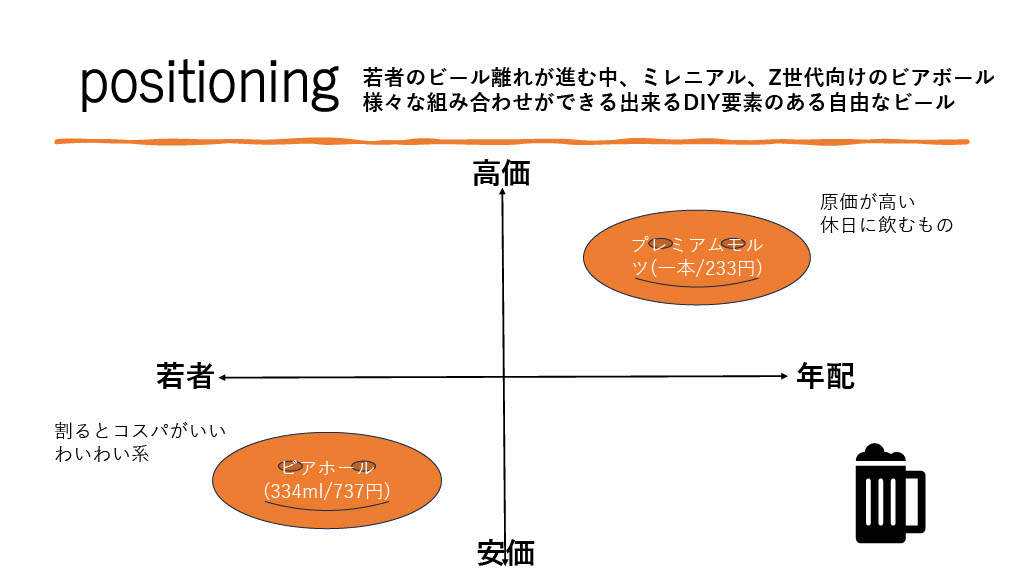 positioning
若者のビール離れが進む中、ミレニアル、Z世代向けのビアボール
様々な組み合わせができる出来るDIY要素のある自由なビール
高価
原価が高い
休日に飲むもの
プレミアムモル
ツ(一本/233円)
若者
年配
割るとコスパがいい
わいわい系
ビアホール
(334ml/737円)
安価